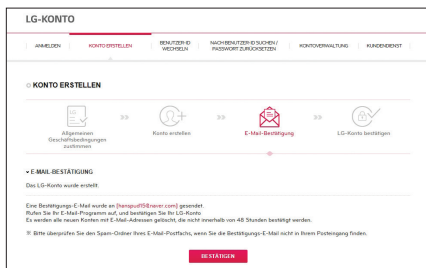 LG-KONTO
ANMELDEN
KONTO ERSTELLEN
BENUTZER-ID
WECHSELN
NACH BENUTZER-ID SUCHEN /
PASSWORT ZURÜCKSETZEN
KONTOVERWALTUNG
KUNDENDIENST
KONTO ERSTELLEN
Allgemeinen
Geschäftsbedingungen
zustimmen
>>
Konto erstellen
>>
E-Mail-Bestätigung
>>
LG-Konto bestätigen
E-MAIL-BESTÄTIGUNG
Das LG-Konto wurde erstellt.
Eine Bestätigungs-E-Mail wurde an [hanspud15@naver.com] gesendet.
Rufen Sie Ihr E-Mail-Programm auf, und bestätigen Sie Ihr LG-Konto
Es werden alle neuen Konten mit E-Mail-Adressen gelöscht, die nicht innerhalb von 48 Stunden bestätigt werden.
※ Bitte überprüfen Sie den Spam-Ordner Ihres E-Mail-Postfachs, wenn Sie die Bestätigungs-E-Mail nicht in Ihrem Posteingang finden.
BESTÄTIGEN